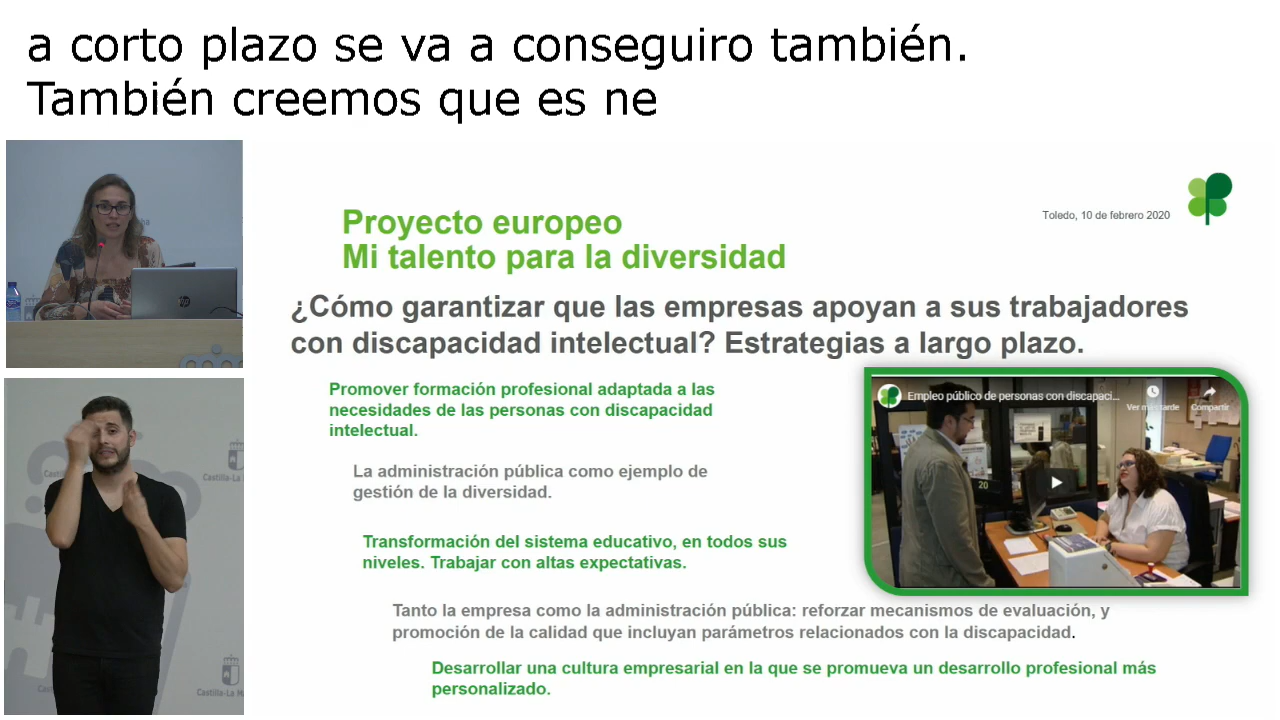 a corto plazo se va a conseguiro también.
También creemos que es ne
Toledo, 10 de febrero 2020
Proyecto europeo
Mi talento para la diversidad
¿Cómo garantizar que las empresas apoyan a sus trabajadores
con discapacidad intelectual? Estrategias a largo plazo.
Promover formación profesional adaptada a las
necesidades de las personas con discapacidad
intelectual.
La administración pública como ejemplo de
gestión de la diversidad.
Transformación del sistema educativo, en todos sus
niveles. Trabajar con altas expectativas.
Tanto la empresa como la administración pública: reforzar mecanismos de evaluación, y
promoción de la calidad que incluyan parámetros relacionados con la discapacidad.
Desarrollar una cultura empresarial en la que se promueva un desarrollo profesional más
personalizado.
Empleo público de personas con discapaci...
Ver más tarde
Compartir
20
hp
Castilla-La M